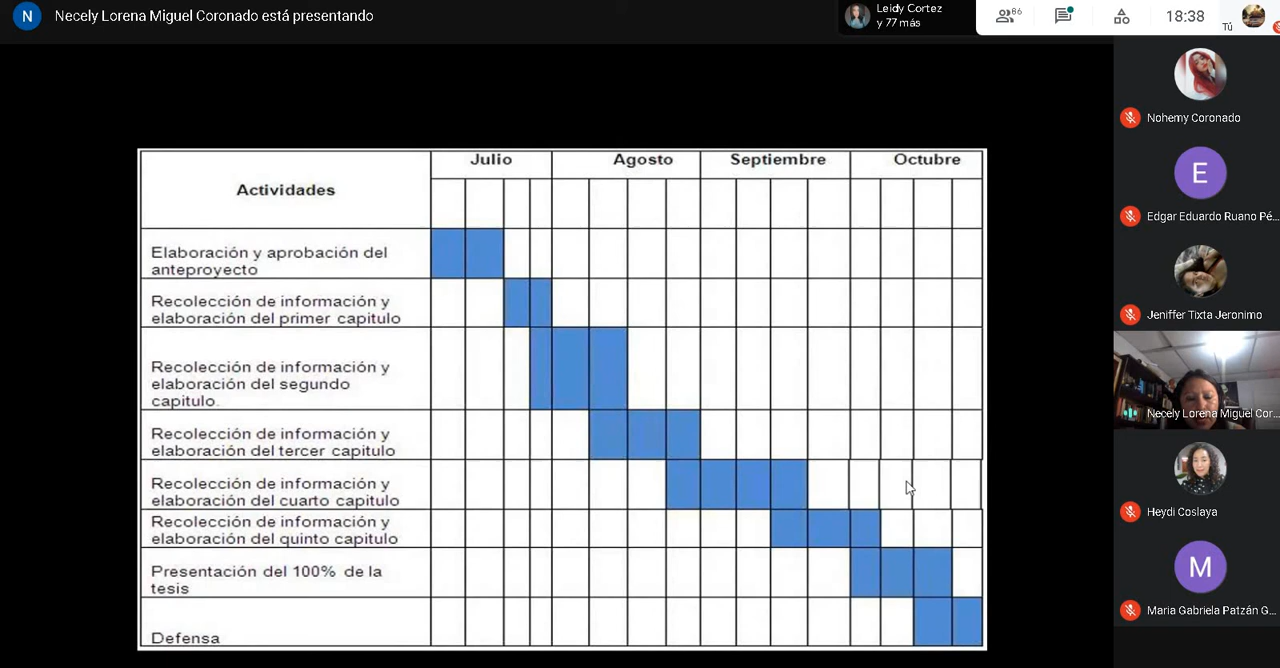 N
Necely Lorena Miguel Coronado está presentando
Leidy Cortez
y 77 más
86
18:38
Tú
Julio
Agosto
Septiembre
Octubre
Actividades
Elaboración y aprobación del
anteproyecto
Recolección de información y
elaboración del primer capitulo
Recolección de información y
elaboración del segundo
capitulo.
Recolección de información y
elaboración del tercer capitulo
Recolección de información y
elaboración del cuarto capitulo
Recolección de información y
elaboración del quinto capitulo
Presentación del 100% de la
tesis
Defensa
Nohemy Coronado
E
Edgar Eduardo Ruano Pé...
Jeniffer Tixta Jeronimo
Necely Lorena Miguel Cor...
Heydi Coslaya
M
Maria Gabriela Patzán G...